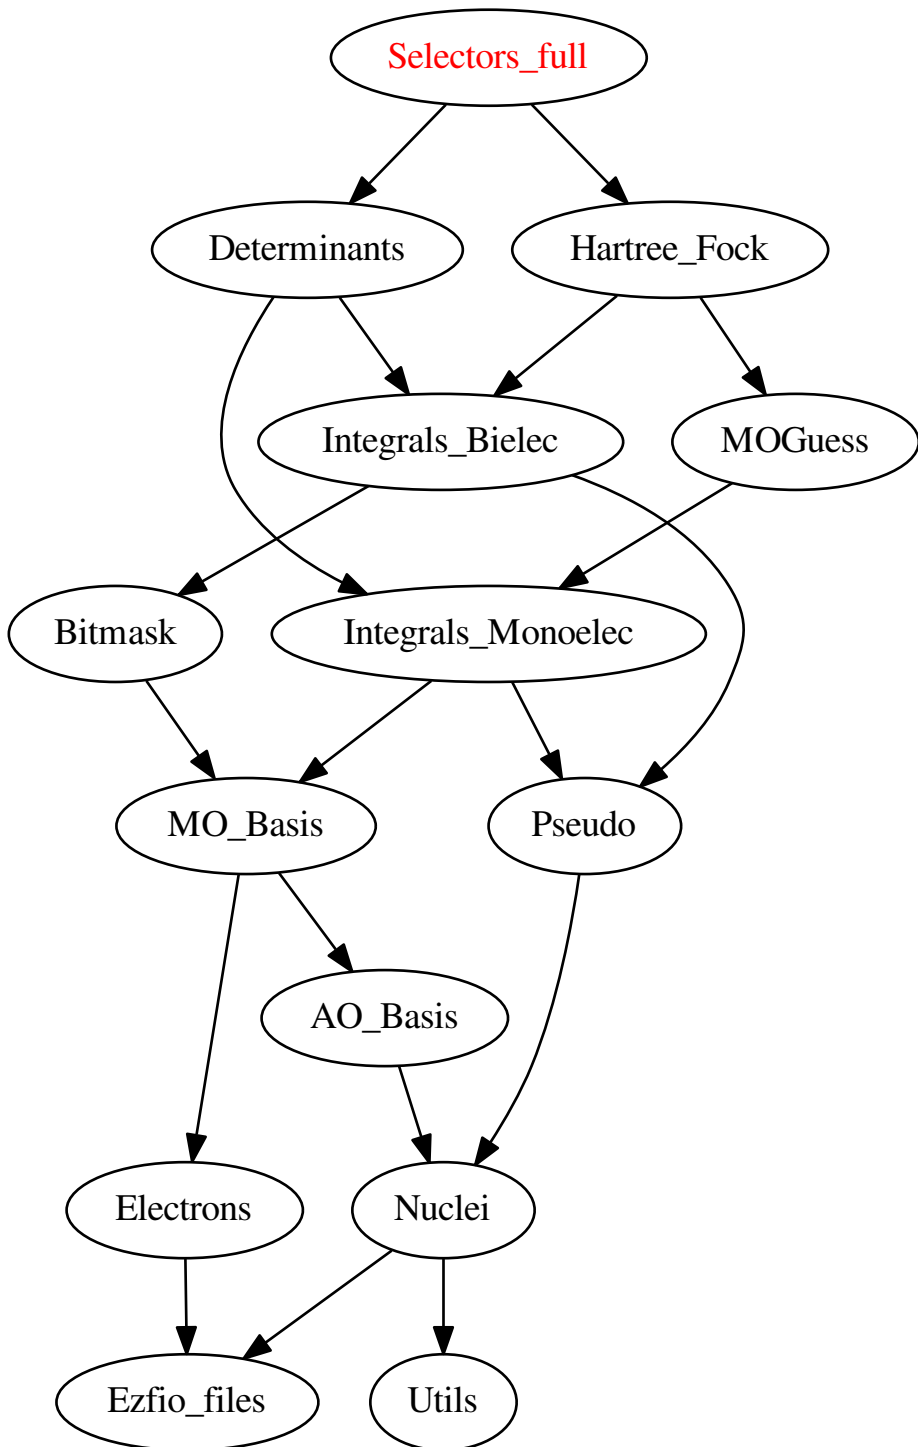 Selectors_full
Determinants
Hartree_Fock
Integrals_Bielec
MOGuess
Bitmask
Integrals_Monoelec
MO_Basis
Pseudo
AO_Basis
Electrons
Nuclei
Ezfio_files
Utils